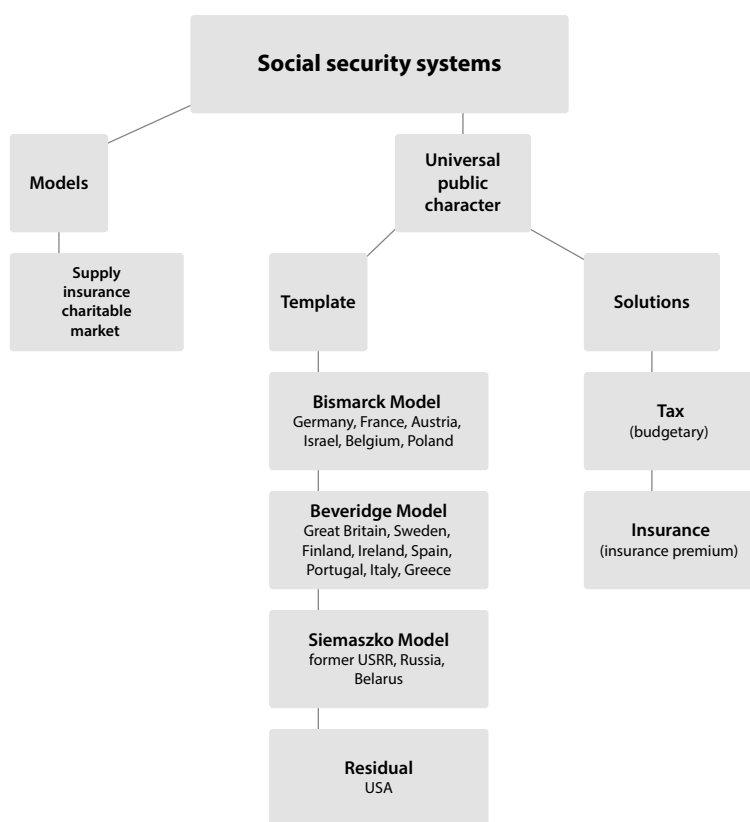 Social security systems
Models
Universal
public
character
Supply
insurance
charitable
market
Template
Solutions
Bismarck Model
Germany, France, Austria,
Israel, Belgium, Poland
Tax
(budgetary)
Beveridge Model
Great Britain, Sweden,
Finland, Ireland, Spain,
Portugal, Italy, Greece
Insurance
(insurance premium)
Siemaszko Model
former USRR, Russia,
Belarus
Residual
USA